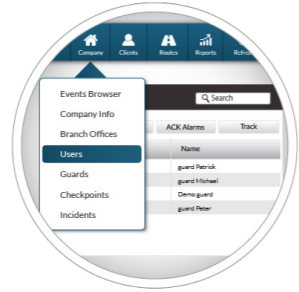 Company Clients Routes Reports Refresh
Events Browser
Company Info
Branch Offices
Users
Guards
Checkpoints
Incidents
Search
ACK Alarms Track
Name
guard Patrick
guard Michael
Demo guard
guard Peter